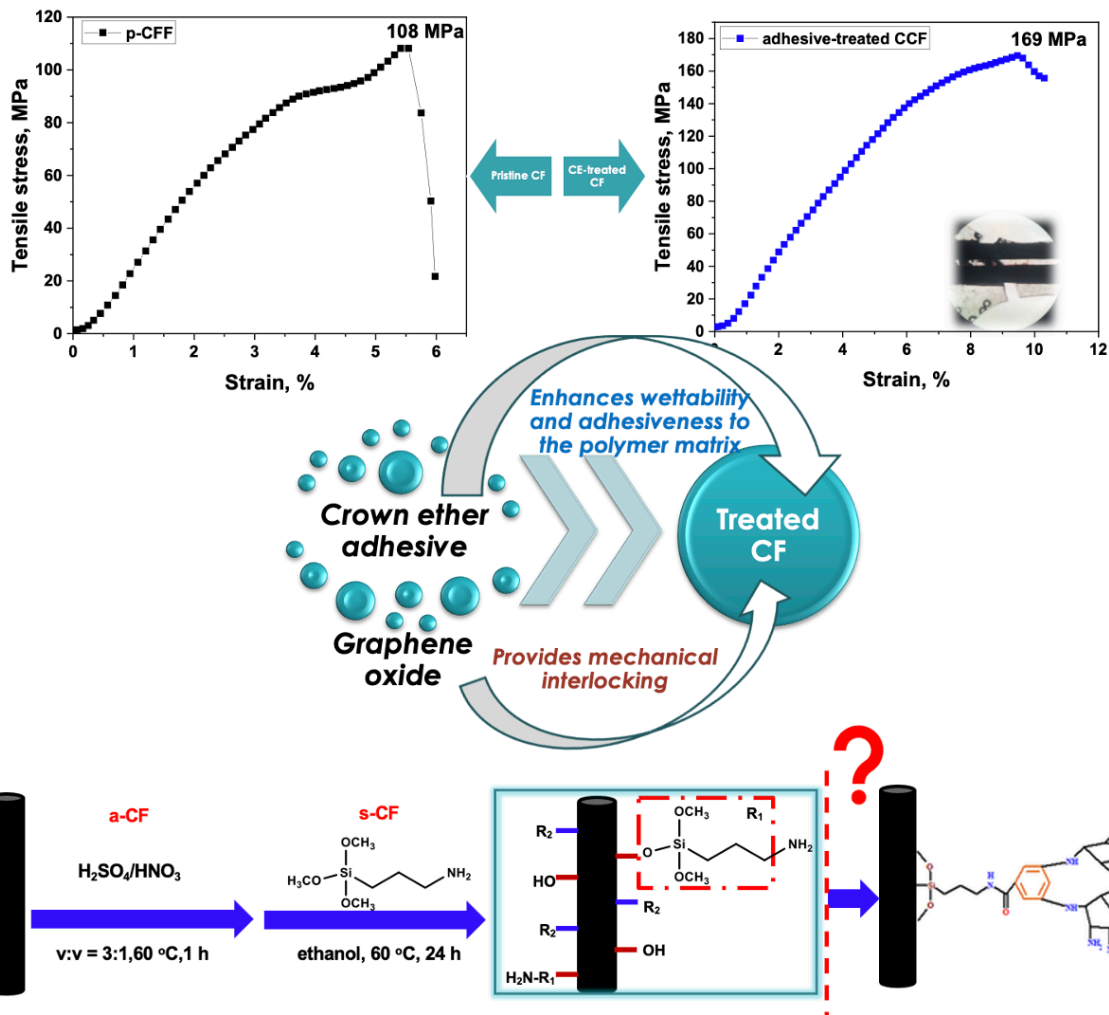 p-CFF
108 MPa
Tensile stress, MPa
120
100
80
60
40
20
0
0 1 2 3 4 5 6
Strain, %
Pristine CF
CE-treated
CF
adhesive-treated CCF
169 MPa
Tensile stress, MPa
180
160
140
120
100
80
60
40
20
0
2 4 6 8 10 12
Strain, %
Enhances wettability
and adhesiveness to
the polymer matrix
Crown ether
adhesive
Treated
CF
Graphene
oxide
Provides mechanical
interlocking
?
a-CF
H₂SO₄/HNO₃
v:v = 3:1,60 °C,1 h
s-CF
OCH₃
H₃CO
Si
NH₂
OCH₃
ethanol, 60 °C, 24 h
R₂
HO
R₂
H₂N-R₁
OCH₃
R₁
O
Si
NH₂
OCH₃
R₂
OH
O
Si
O
H
N
O
NH
NH
NH₂